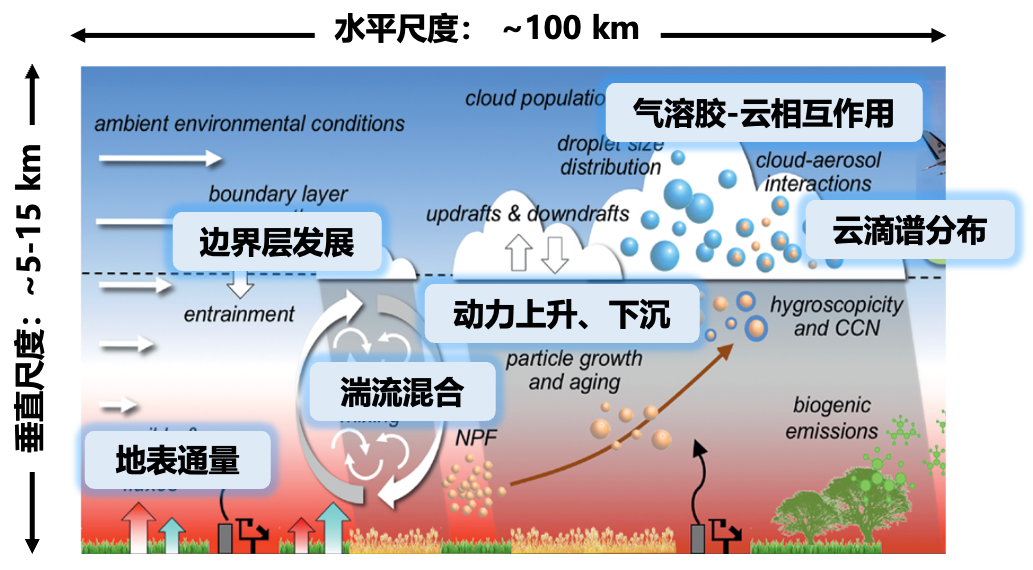 水平尺度： ~100 km
垂直尺度：~5-15 km
ambient environmental conditions
cloud
气溶胶-云相互作用
droplet size
distribution
cloud-aerosol
interactions
boundary layer
边界层发展
updrafts & downdrafts
云滴谱分布
entrainment
动力上升、下沉
hygroscopicity
and CCN
particle growth
and aging
湍流混合
biogenic
emissions
NPF
地表通量